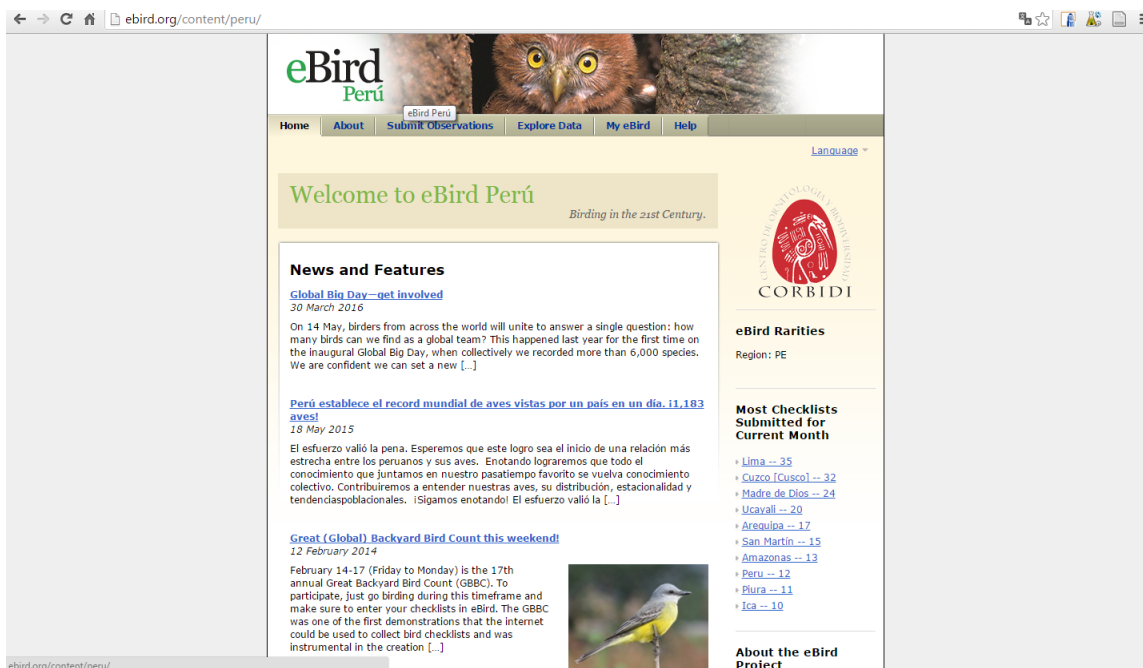 ebird.org/content/peru/
eBird
Perú
eBird Perú
Home
About
Submit Observations
Explore Data
My eBird
Help
Language
Welcome to eBird Perú
Birding in the 21st Century.
News and Features
Global Big Day—get involved
30 March 2016
On 14 May, birders from across the world will unite to answer a single question: how
many birds can we find as a global team? This happened last year for the first time on
the inaugural Global Big Day, when collectively we recorded more than 6,000 species.
We are confident we can set a new [...]
Perú establece el record mundial de aves vistas por un país en un día. ¡1,183
aves!
18 May 2015
El esfuerzo valió la pena. Esperemos que este logro sea el inicio de una relación más
estrecha entre los peruanos y sus aves.  Enotando lograremos que todo el
conocimiento que juntamos en nuestro pasatiempo favorito se vuelva conocimiento
colectivo. Contribuiremos a entender nuestras aves, su distribución, estacionalidad y
tendenciaspoblacionales.  ¡Sigamos enotando! El esfuerzo valió la [...]
Great (Global) Backyard Bird Count this weekend!
12 February 2014
February 14-17 (Friday to Monday) is the 17th
annual Great Backyard Bird Count (GBBC). To
participate, just go birding during this timeframe and
make sure to enter your checklists in eBird. The GBBC
was one of the first demonstrations that the internet
could be used to collect bird checklists and was
instrumental in the creation [...]
CENTRO DE ORNITOLOGÍA Y BIODIVERSIDAD
CORBIDI
eBird Rarities
Region: PE
Most Checklists
Submitted for
Current Month
Lima -- 35
Cuzco [Cusco] -- 32
Madre de Dios -- 24
Ucayali -- 20
Arequipa -- 17
San Martín -- 15
Amazonas -- 13
Peru -- 12
Piura -- 11
Ica -- 10
About the eBird
Project
ebird.org/content/peru/